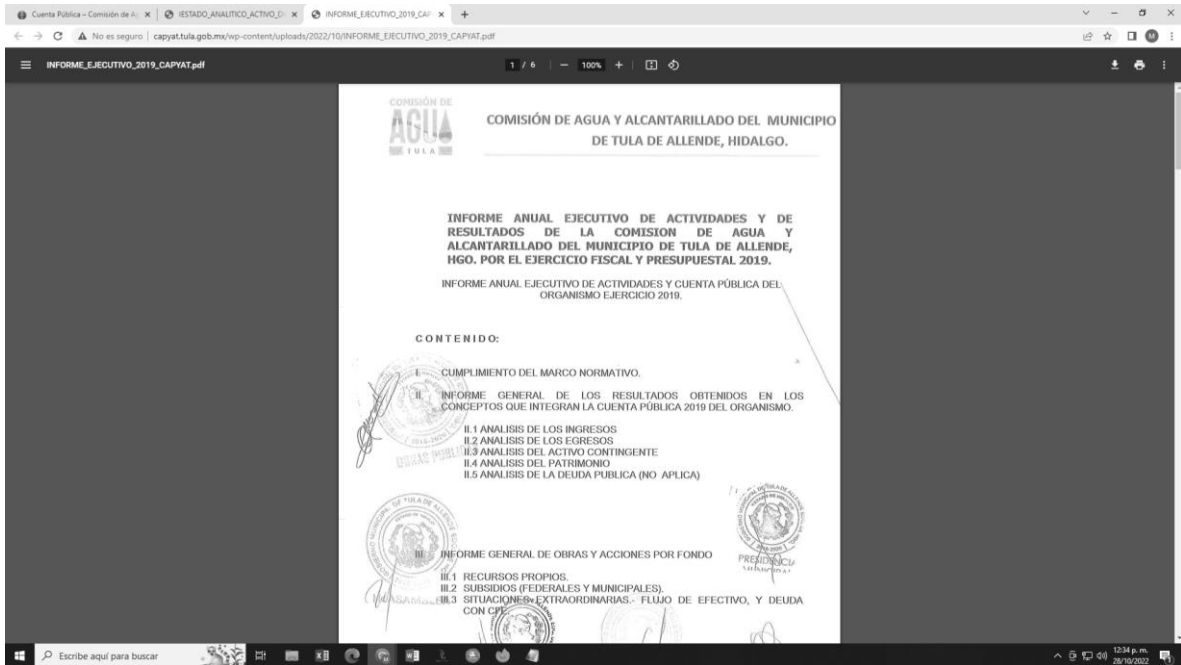 Cuenta Pública – Comisión de A
IESTADO_ANALITICO_ACTIVO_D
INFORME_EJECUTIVO_2019_CAP
No es seguro
capyat.tula.gob.mx/wp-content/uploads/2022/10/INFORME_EJECUTIVO_2019_CAPYAT.pdf
M
INFORME_EJECUTIVO_2019_CAPYAT.pdf
1 / 6
100%
COMISIÓN DE
AGUA
TULA
COMISIÓN DE AGUA Y ALCANTARILLADO DEL MUNICIPIO
DE TULA DE ALLENDE, HIDALGO.
INFORME ANUAL EJECUTIVO DE ACTIVIDADES Y DE
RESULTADOS DE LA COMISION DE AGUA Y
ALCANTARILLADO DEL MUNICIPIO DE TULA DE ALLENDE,
HGO. POR EL EJERCICIO FISCAL Y PRESUPUESTAL 2019.
INFORME ANUAL EJECUTIVO DE ACTIVIDADES Y CUENTA PÚBLICA DEL
ORGANISMO EJERCICIO 2019.
CONTENIDO:
I. CUMPLIMIENTO DEL MARCO NORMATIVO.
II. INFORME GENERAL DE LOS RESULTADOS OBTENIDOS EN LOS
CONCEPTOS QUE INTEGRAN LA CUENTA PÚBLICA 2019 DEL ORGANISMO.
II.1 ANALISIS DE LOS INGRESOS
II.2 ANALISIS DE LOS EGRESOS
II.3 ANALISIS DEL ACTIVO CONTINGENTE
II.4 ANALISIS DEL PATRIMONIO
II.5 ANALISIS DE LA DEUDA PUBLICA (NO APLICA)
OBRAS PUBLIC
PRESIDENCIA
MUNICIPAL
III. INFORME GENERAL DE OBRAS Y ACCIONES POR FONDO
III.1 RECURSOS PROPIOS.
III.2 SUBSIDIOS (FEDERALES Y MUNICIPALES).
III.3 SITUACIONES EXTRAORDINARIAS.- FLUJO DE EFECTIVO, Y DEUDA
CON CFE.
Escribe aquí para buscar
12:34 p. m.
28/10/2022